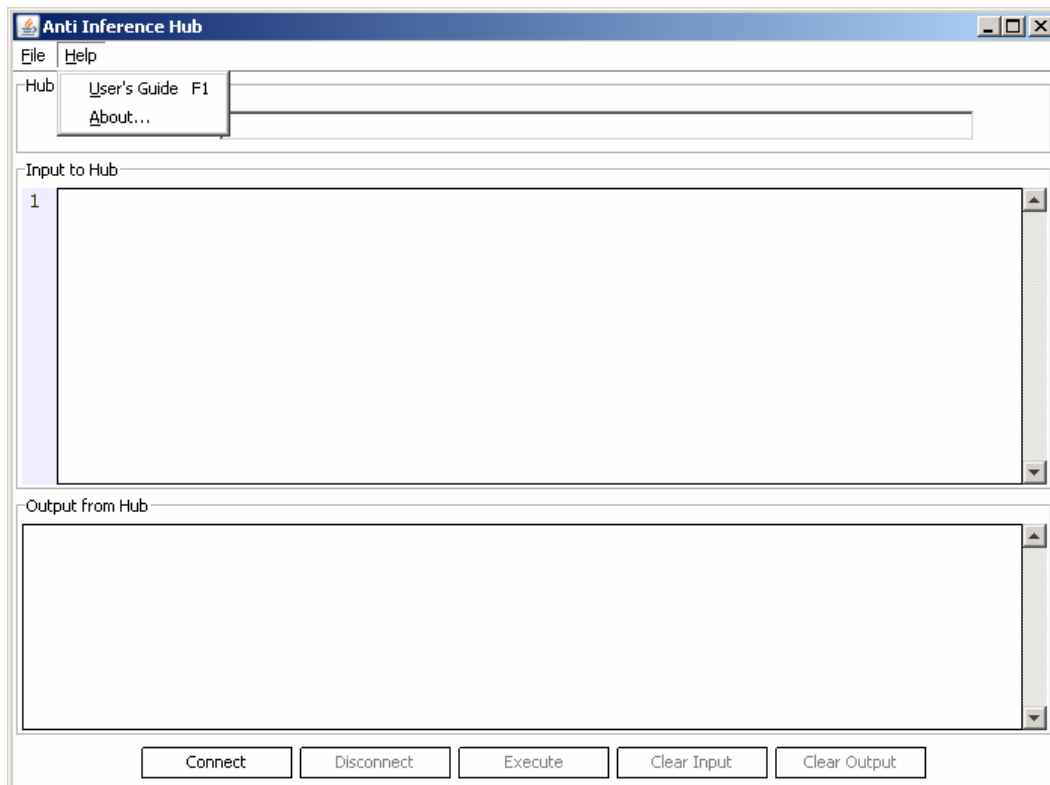 Anti Inference Hub
File Help
Hub
User's Guide F1
About...
Input to Hub
1
Output from Hub
Connect Disconnect Execute Clear Input Clear Output